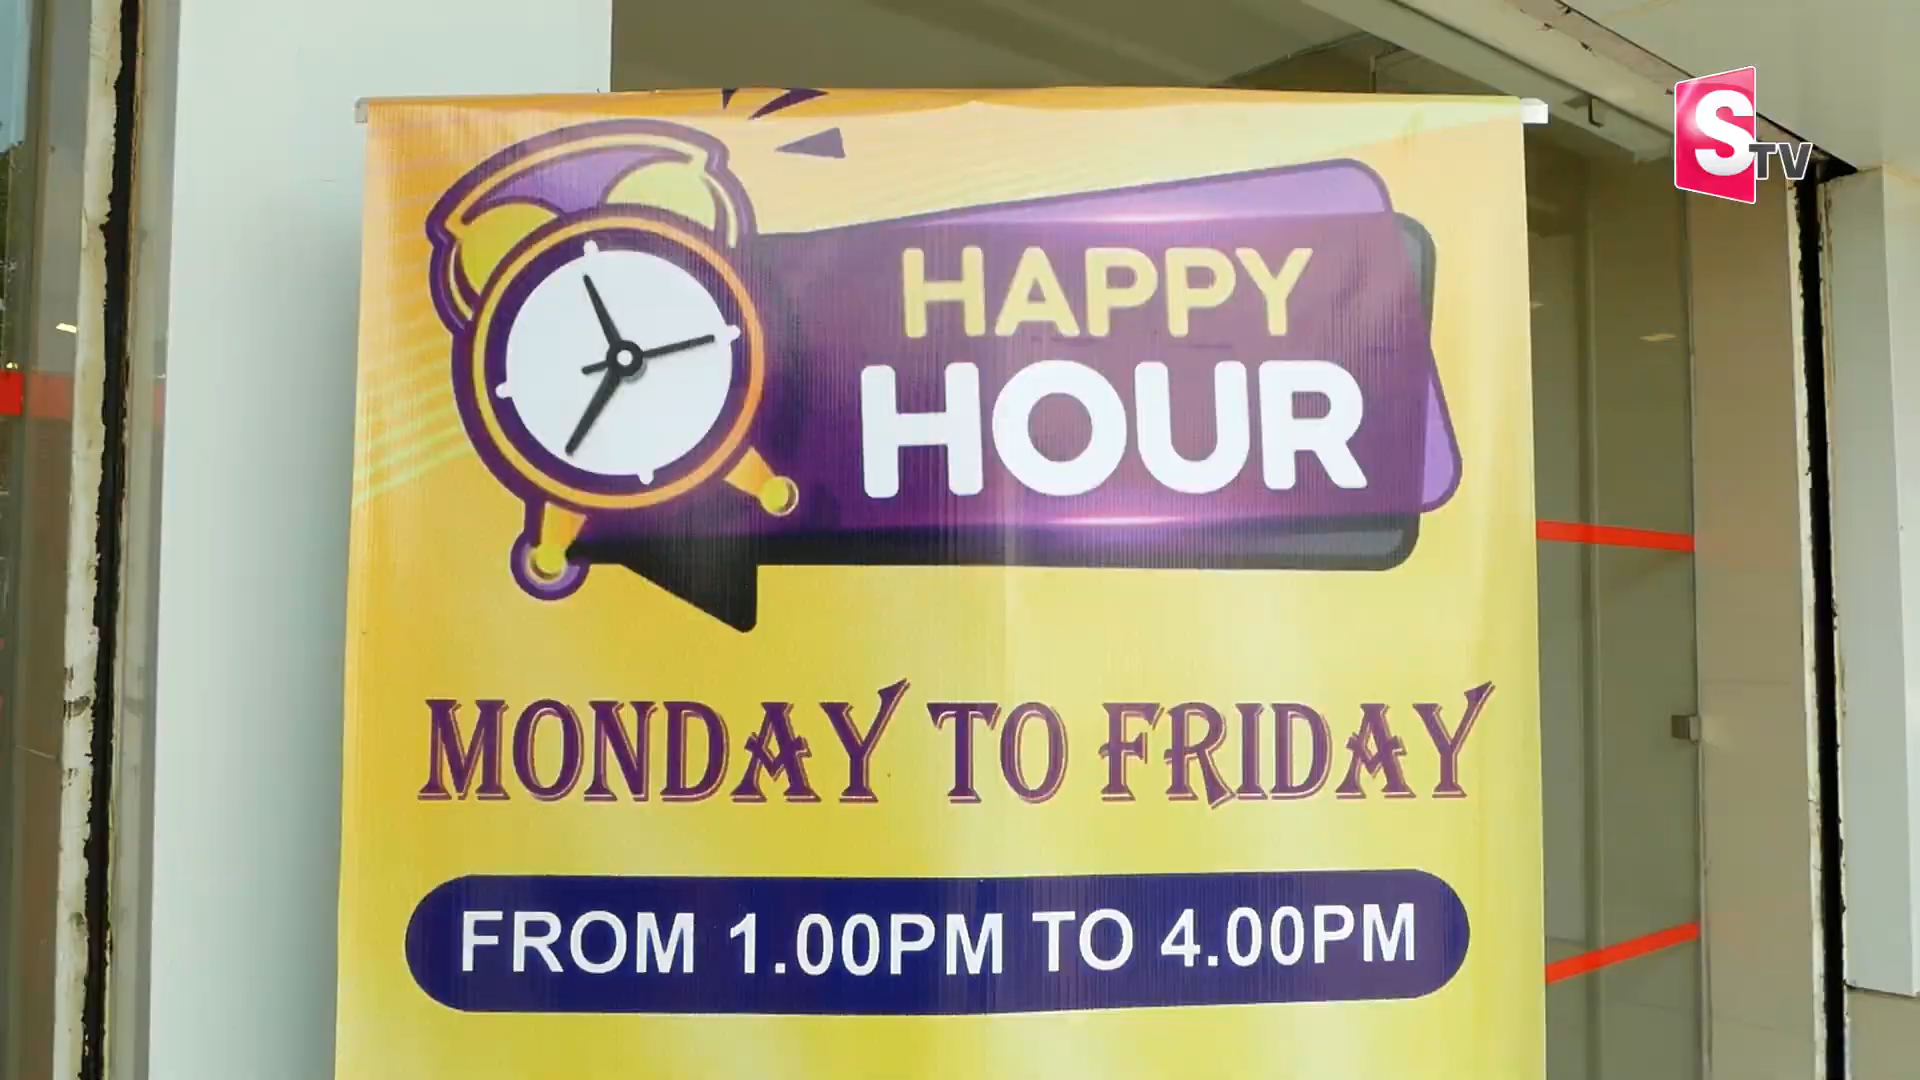 STV
HAPPY
HOUR
MONDAY TO FRIDAY
FROM 1.00PM TO 4.00PM